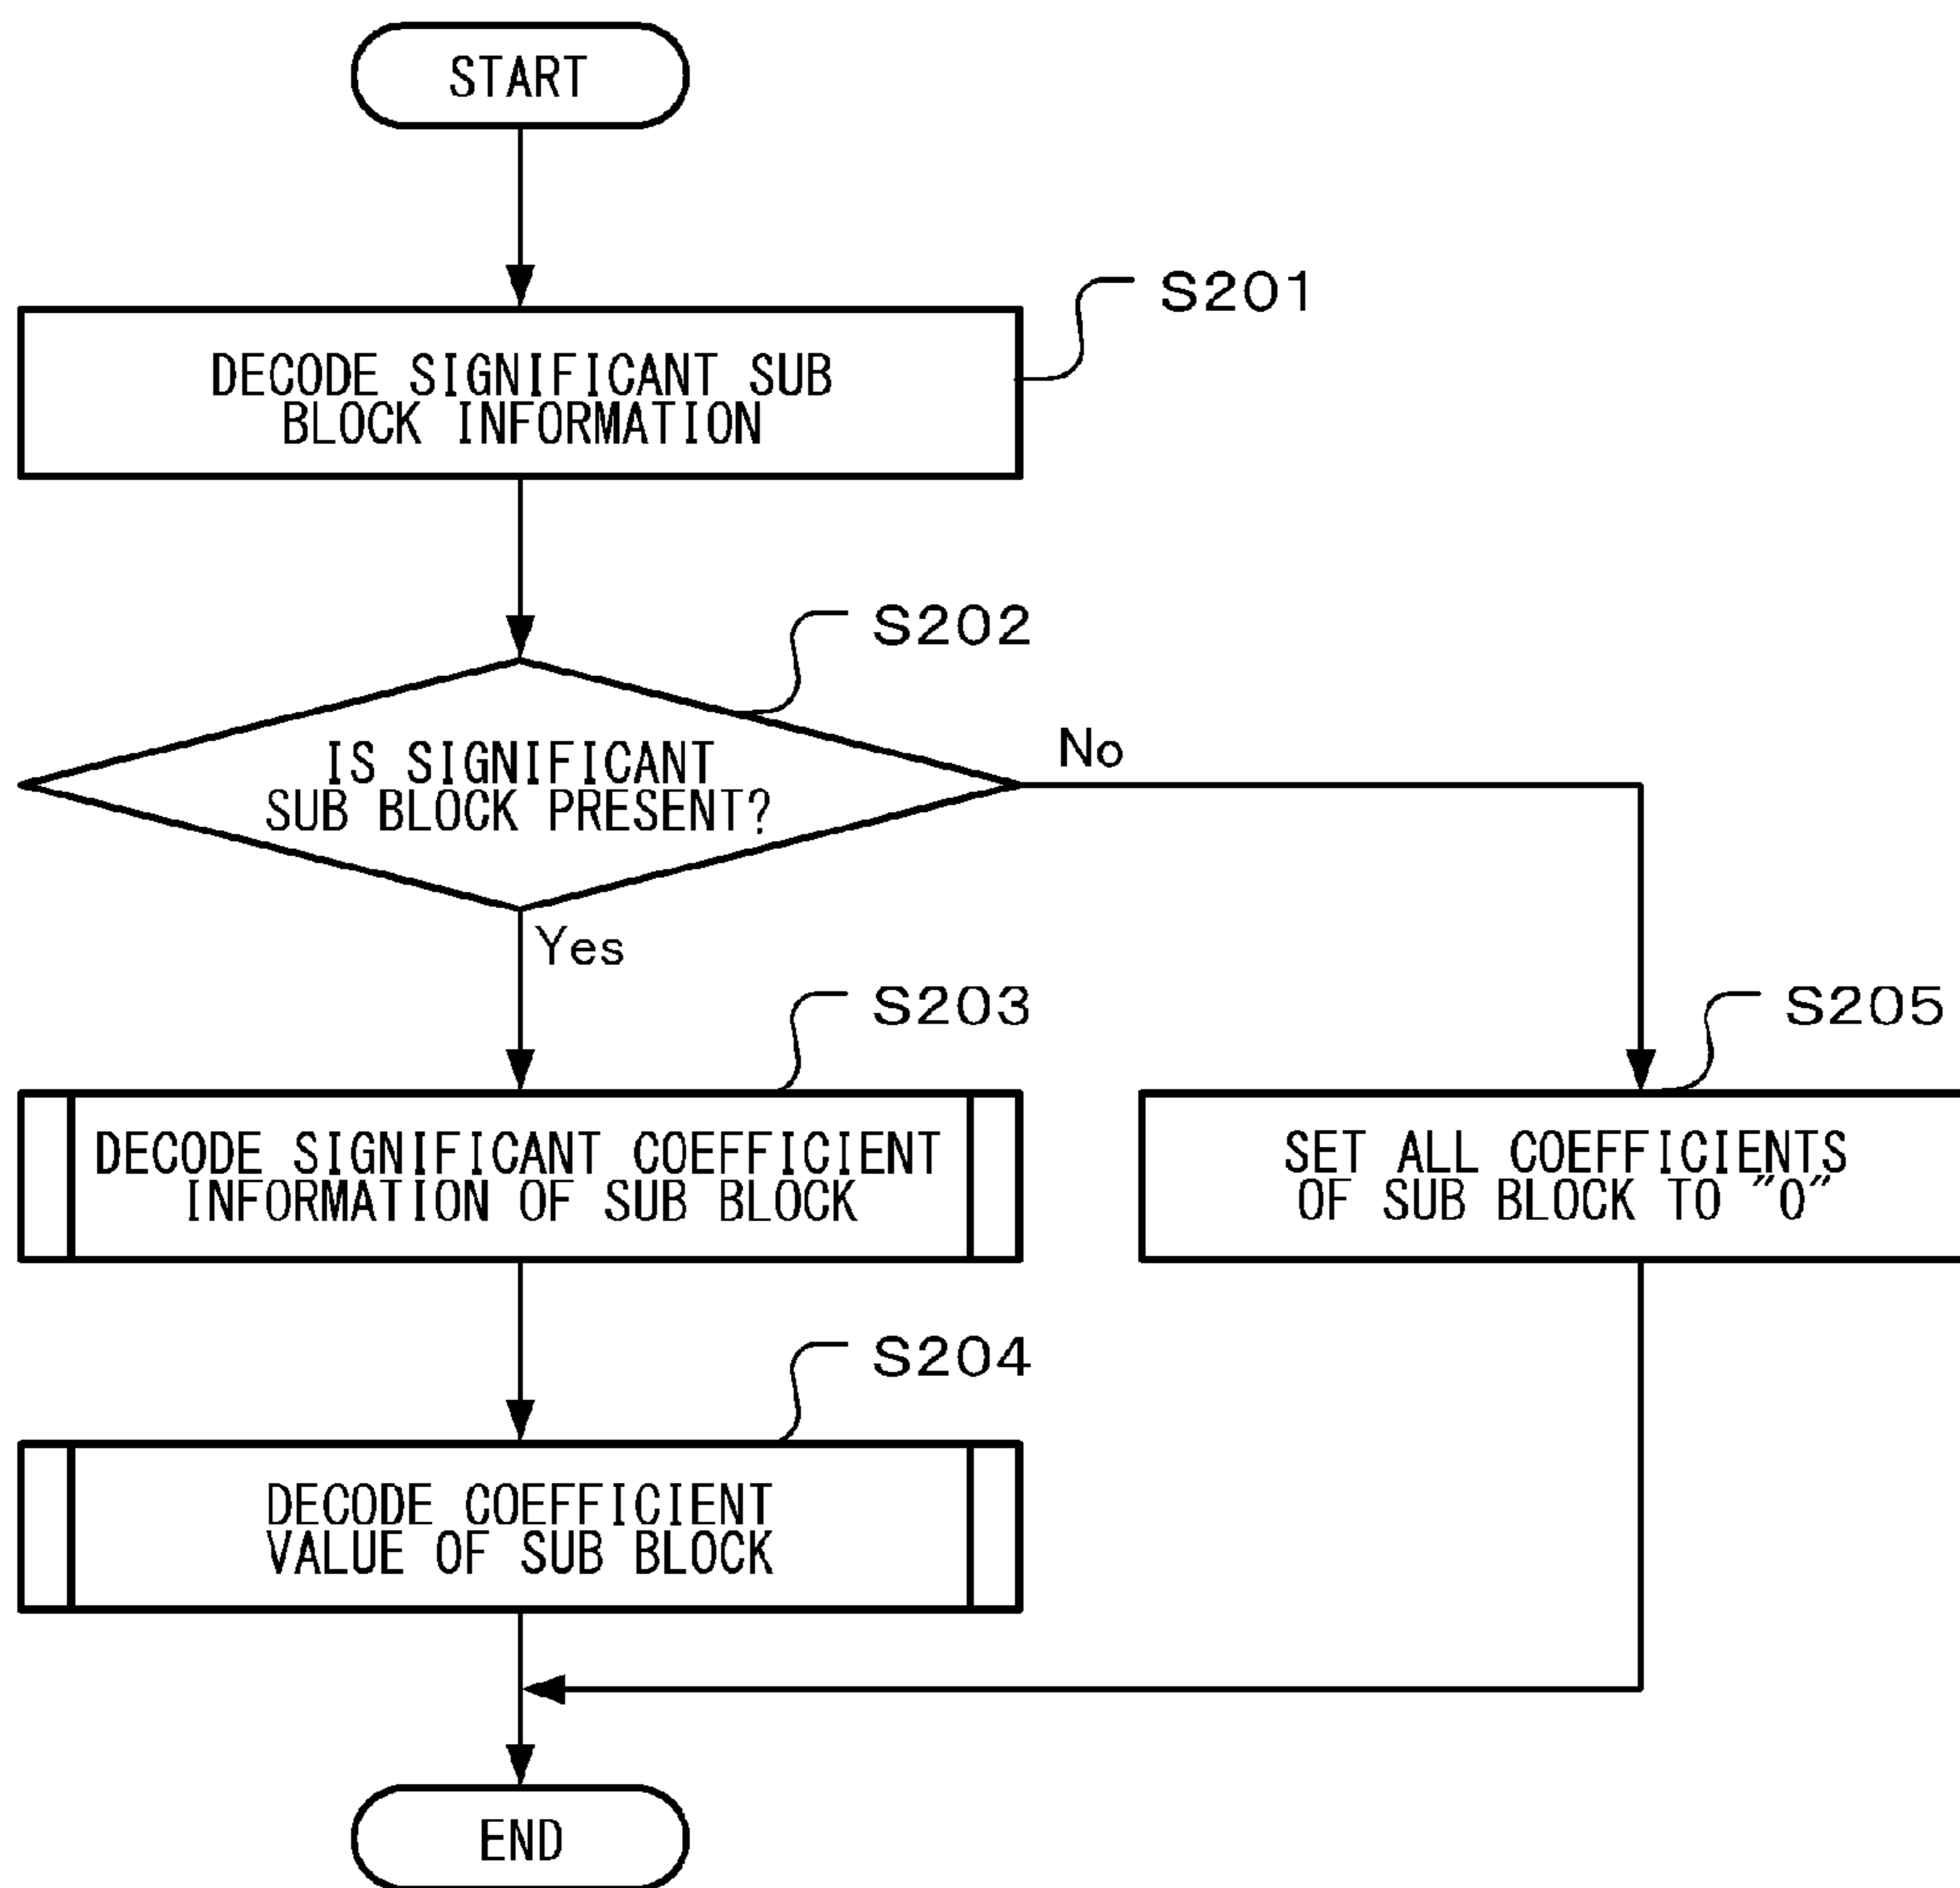 START
S201
DECODE SIGNIFICANT SUB
BLOCK INFORMATION
S202
IS SIGNIFICANT
SUB BLOCK PRESENT?
No
Yes
S203
DECODE SIGNIFICANT COEFFICIENT
INFORMATION OF SUB BLOCK
S205
SET ALL COEFFICIENTS
OF SUB BLOCK TO "0"
S204
DECODE COEFFICIENT
VALUE OF SUB BLOCK
END